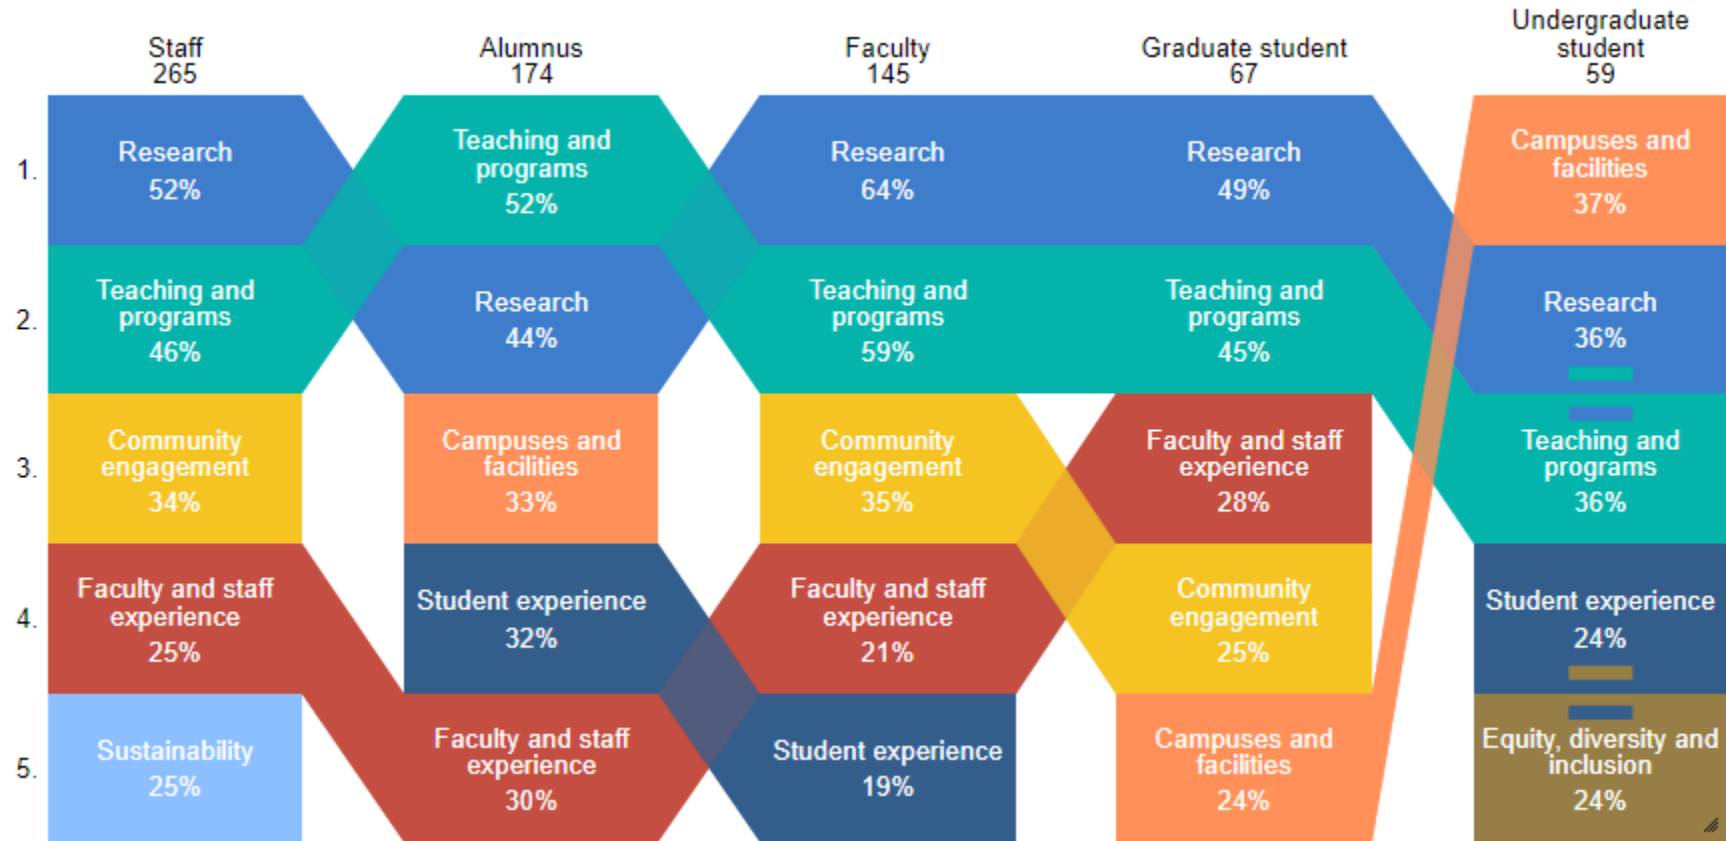 Staff
265
Alumnus
174
Faculty
145
Graduate student
67
Undergraduate
student
59
1.
Research
52%
Teaching and
programs
52%
Research
64%
Research
49%
Campuses and
facilities
37%
2.
Teaching and
programs
46%
Research
44%
Teaching and
programs
59%
Teaching and
programs
45%
Research
36%
3.
Community
engagement
34%
Campuses and
facilities
33%
Community
engagement
35%
Faculty and staff
experience
28%
Teaching and
programs
36%
4.
Faculty and staff
experience
25%
Student experience
32%
Faculty and staff
experience
21%
Community
engagement
25%
Student experience
24%
5.
Sustainability
25%
Faculty and staff
experience
30%
Student experience
19%
Campuses and
facilities
24%
Equity, diversity and
inclusion
24%